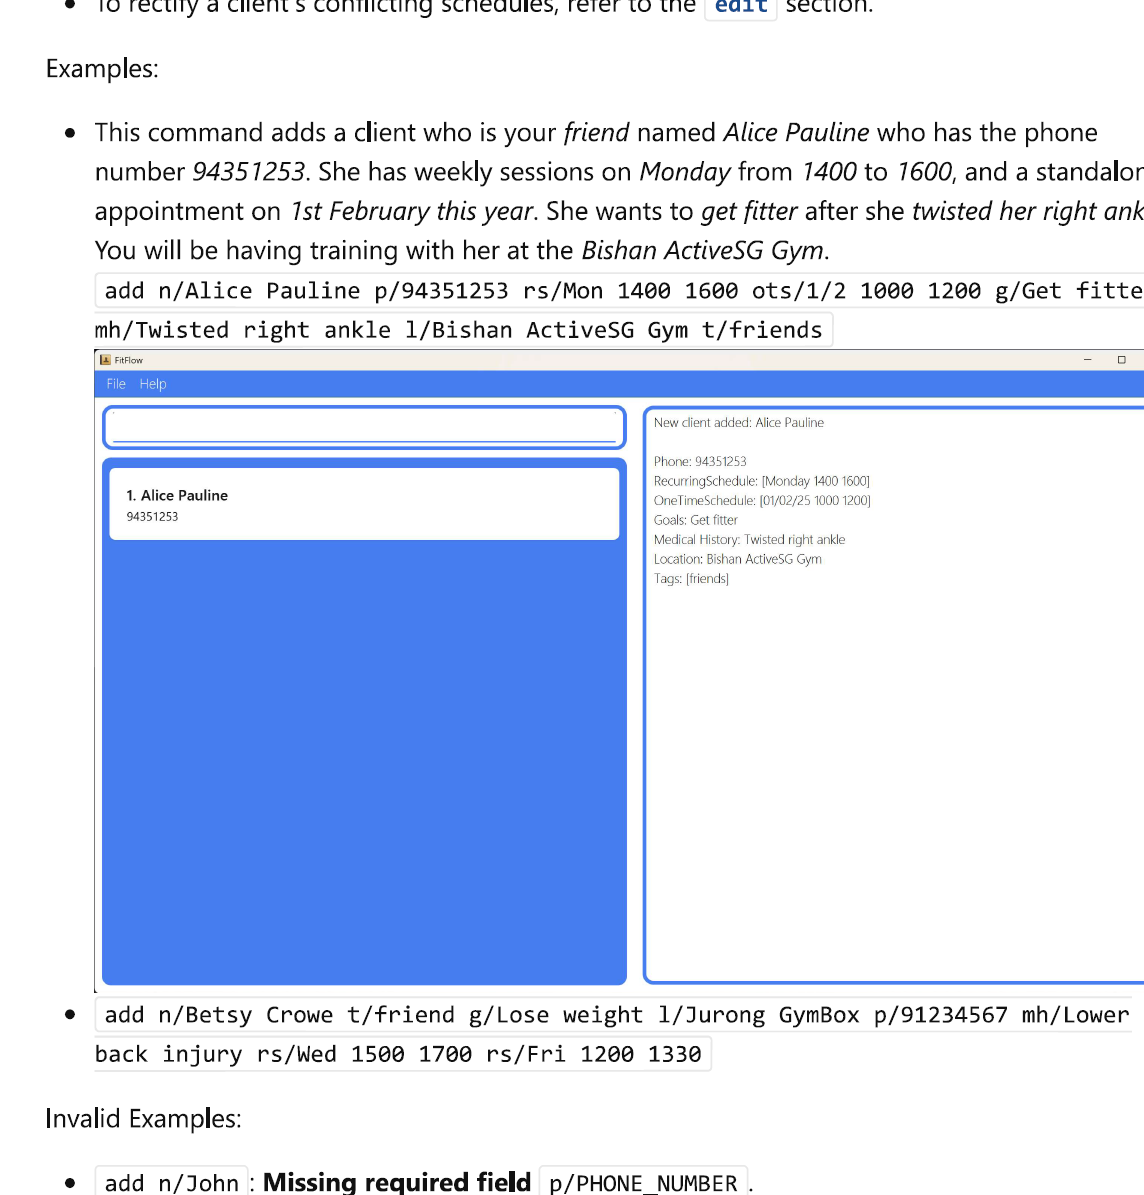 To rectify a client's conflicting schedules, refer to the edit section.
Examples:
This command adds a client who is your friend named Alice Pauline who has the phone
number 94351253. She has weekly sessions on Monday from 1400 to 1600, and a standalon
appointment on 1st February this year. She wants to get fitter after she twisted her right ank
You will be having training with her at the Bishan ActiveSG Gym.
add n/Alice Pauline p/94351253 rs/Mon 1400 1600 ots/1/2 1000 1200 g/Get fitte
mh/Twisted right ankle l/Bishan ActiveSG Gym t/friends
FitFlow
File Help
New client added: Alice Pauline
Phone: 94351253
RecurringSchedule: [Monday 1400 1600]
OneTimeSchedule: [01/02/25 1000 1200]
Goals: Get fitter
Medical History: Twisted right ankle
Location: Bishan ActiveSG Gym
Tags: [friends]
1. Alice Pauline
94351253
add n/Betsy Crowe t/friend g/Lose weight l/Jurong GymBox p/91234567 mh/Lower
back injury rs/Wed 1500 1700 rs/Fri 1200 1330
Invalid Examples:
add n/John: Missing required field p/PHONE_NUMBER.